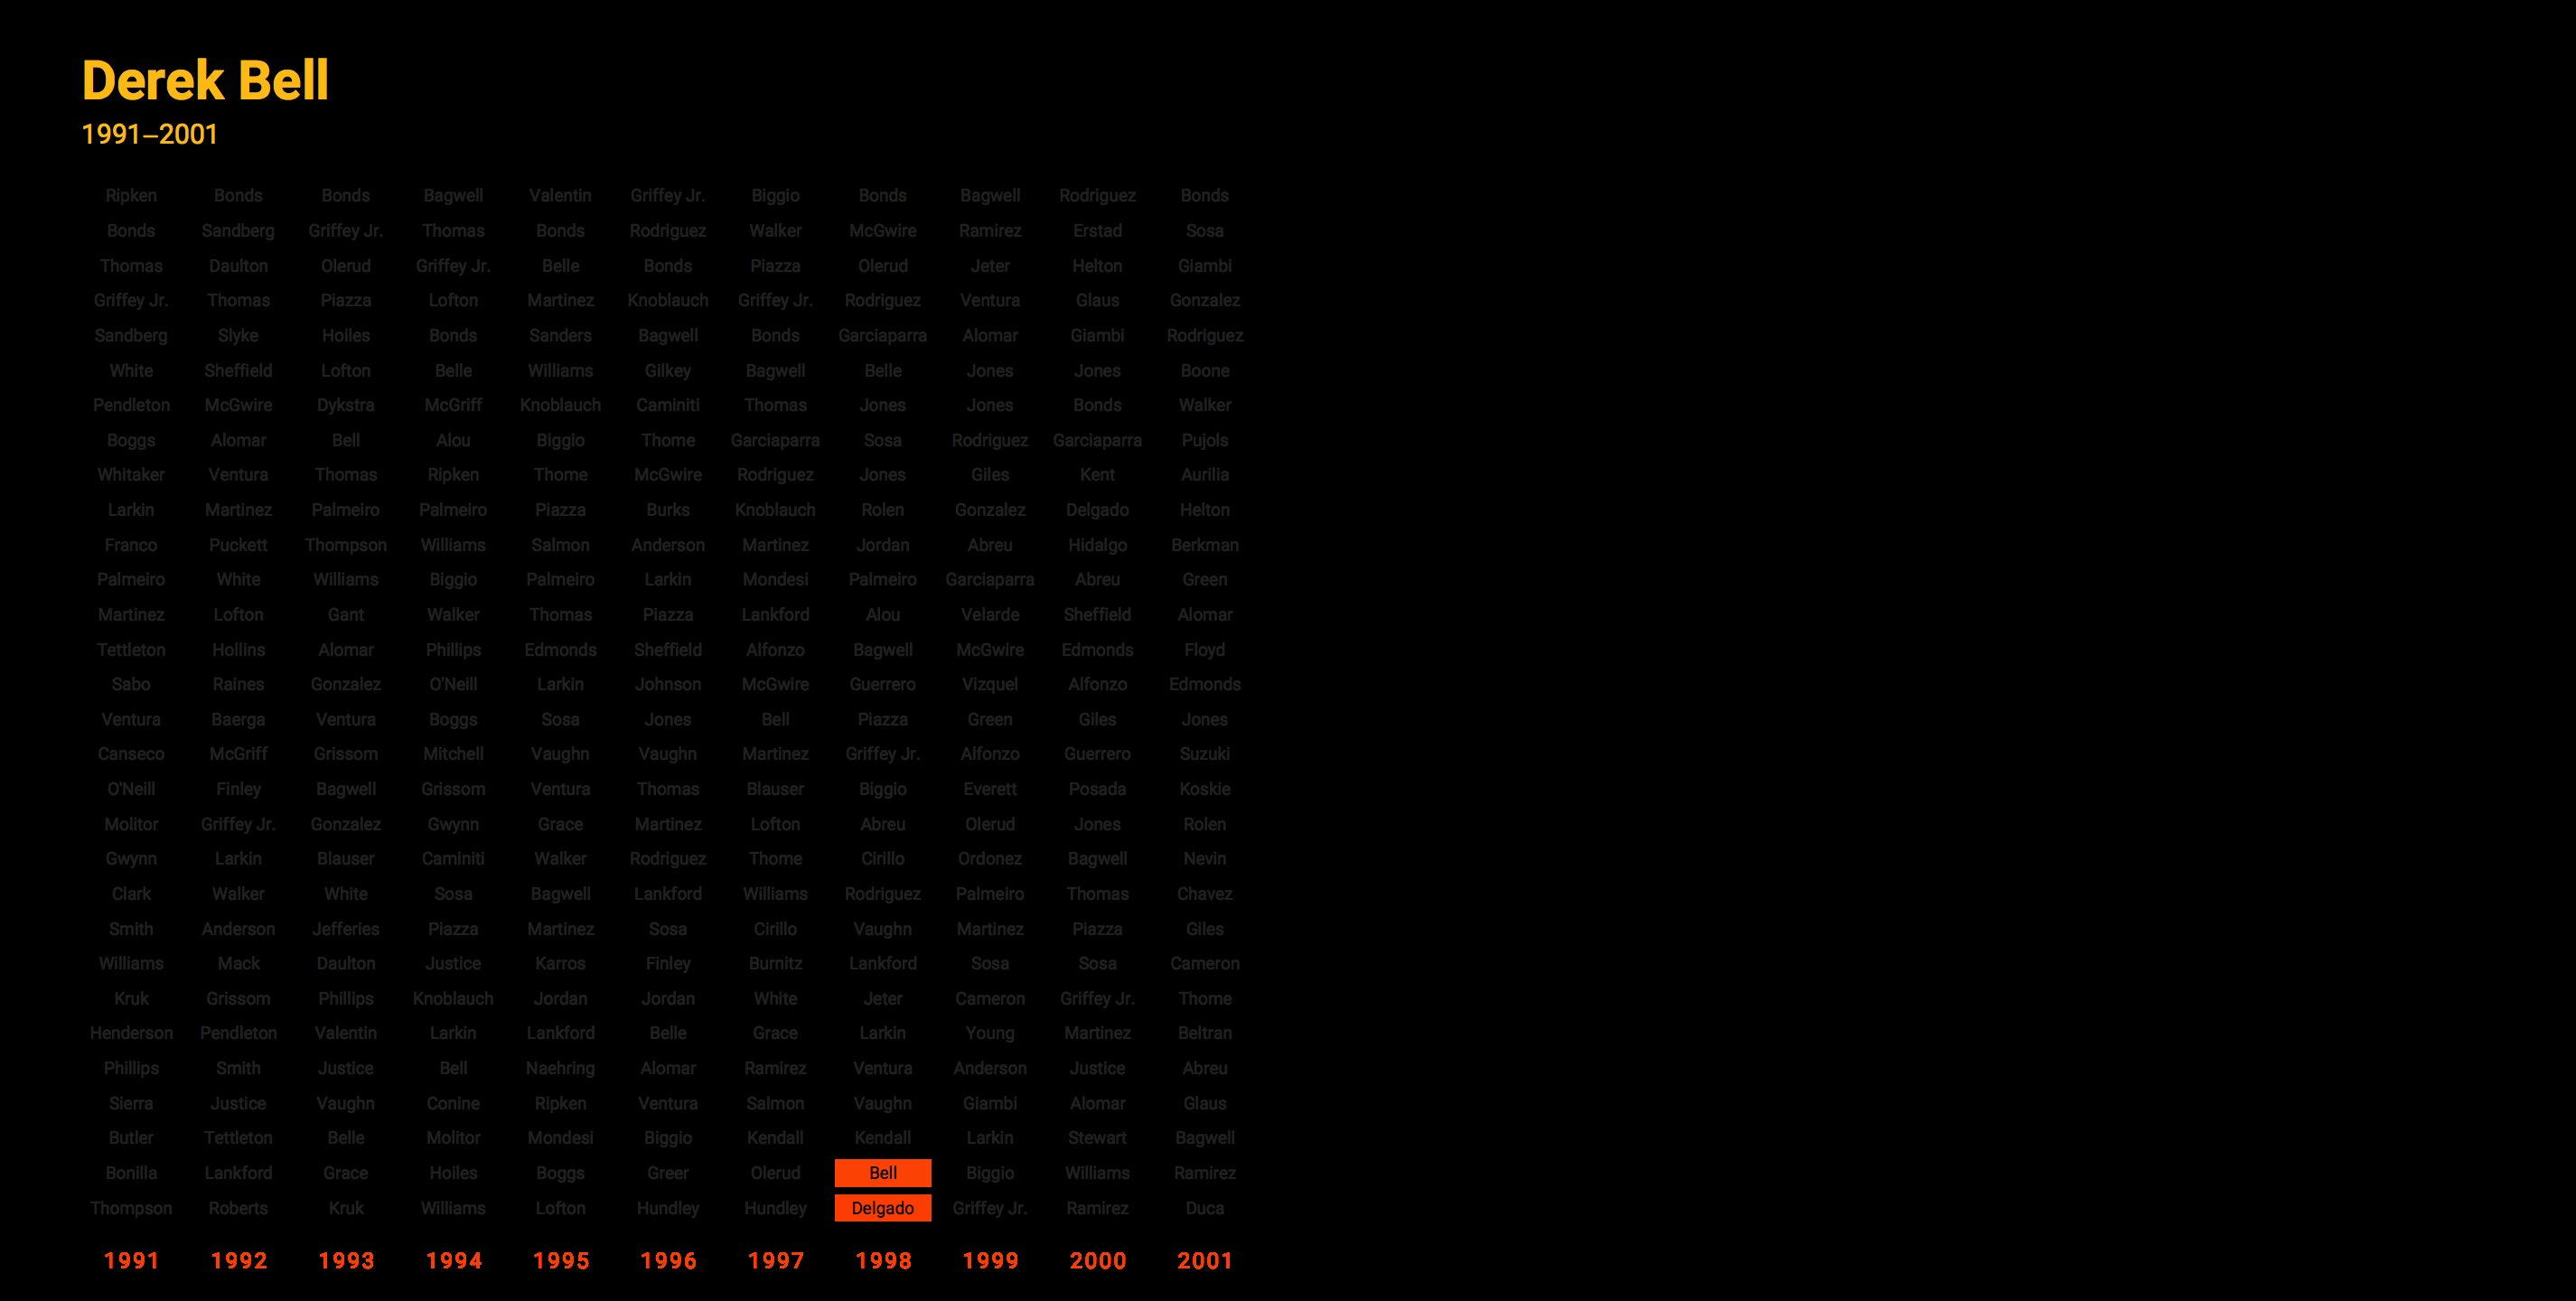 Derek Bell
1991–2001
Ripken Bonds Bonds Bagwell Valentin Griffey Jr. Biggio Bonds Bagwell Rodriguez Bonds
Bonds Sandberg Griffey Jr. Thomas Bonds Rodriguez Walker McGwire Ramirez Erstad Sosa
Thomas Daulton Olerud Griffey Jr. Belle Bonds Piazza Olerud Jeter Helton Giambi
Griffey Jr. Thomas Piazza Lofton Martinez Knoblauch Griffey Jr. Rodriguez Ventura Glaus Gonzalez
Sandberg Slyke Hoiles Bonds Sanders Bagwell Bonds Garciaparra Alomar Giambi Rodriguez
White Sheffield Lofton Belle Williams Gilkey Bagwell Belle Jones Jones Boone
Pendleton McGwire Dykstra McGriff Knoblauch Caminiti Thomas Jones Jones Bonds Walker
Boggs Alomar Bell Alou Biggio Thome Garciaparra Sosa Rodriguez Garciaparra Pujols
Whitaker Ventura Thomas Ripken Thome McGwire Rodriguez Jones Giles Kent Aurilia
Larkin Martinez Palmeiro Palmeiro Piazza Burks Knoblauch Rolen Gonzalez Delgado Helton
Franco Puckett Thompson Williams Salmon Anderson Martinez Jordan Abreu Hidalgo Berkman
Palmeiro White Williams Biggio Palmeiro Larkin Mondesi Palmeiro Garciaparra Abreu Green
Martinez Lofton Gant Walker Thomas Piazza Lankford Alou Velarde Sheffield Alomar
Tettleton Hollins Alomar Phillips Edmonds Sheffield Alfonzo Bagwell McGwire Edmonds Floyd
Sabo Raines Gonzalez O'Neill Larkin Johnson McGwire Guerrero Vizquel Alfonzo Edmonds
Ventura Baerga Ventura Boggs Sosa Jones Bell Piazza Green Giles Jones
Canseco McGriff Grissom Mitchell Vaughn Vaughn Martinez Griffey Jr. Alfonzo Guerrero Suzuki
O'Neill Finley Bagwell Grissom Ventura Thomas Blauser Biggio Everett Posada Koskie
Molitor Griffey Jr. Gonzalez Gwynn Grace Martinez Lofton Abreu Olerud Jones Rolen
Gwynn Larkin Blauser Caminiti Walker Rodriguez Thome Cirillo Ordonez Bagwell Nevin
Clark Walker White Sosa Bagwell Lankford Williams Rodriguez Palmeiro Thomas Chavez
Smith Anderson Jefferies Piazza Martinez Sosa Cirillo Vaughn Martinez Piazza Giles
Williams Mack Daulton Justice Karros Finley Burnitz Lankford Sosa Sosa Cameron
Kruk Grissom Phillips Knoblauch Jordan Jordan White Jeter Cameron Griffey Jr. Thome
Henderson Pendleton Valentin Larkin Lankford Belle Grace Larkin Young Martinez Beltran
Phillips Smith Justice Bell Naehring Alomar Ramirez Ventura Anderson Justice Abreu
Sierra Justice Vaughn Conine Ripken Ventura Salmon Vaughn Giambi Alomar Glaus
Butler Tettleton Belle Molitor Mondesi Biggio Kendall Kendall Larkin Stewart Bagwell
Bonilla Lankford Grace Hoiles Boggs Greer Olerud Bell Biggio Williams Ramirez
Thompson Roberts Kruk Williams Lofton Hundley Hundley Delgado Griffey Jr. Ramirez Duca
1991 1992 1993 1994 1995 1996 1997 1998 1999 2000 2001